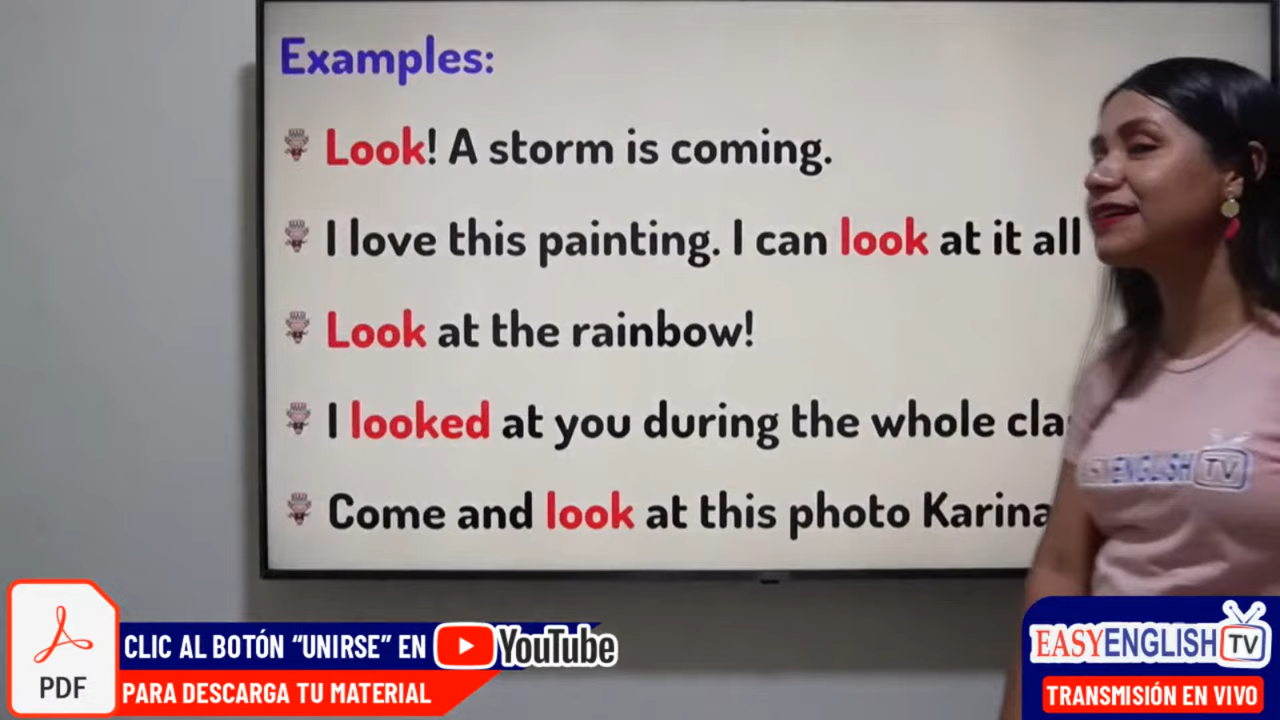 Examples:
Look! A storm is coming.
I love this painting. I can look at it all
Look at the rainbow!
I looked at you during the whole
Come and look at this photo Karina
ENGLISH TV
CLIC AL BOTÓN “UNIRSE” EN YouTube
PDF
PARA DESCARGA TU MATERIAL
EASYENGLISH TV
TRANSMISIÓN EN VIVO